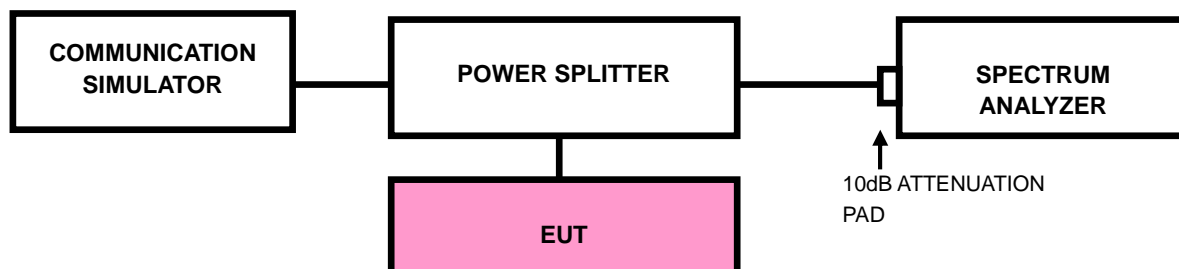 COMMUNICATION
SIMULATOR
POWER SPLITTER
SPECTRUM
ANALYZER
10dB ATTENUATION
PAD
EUT